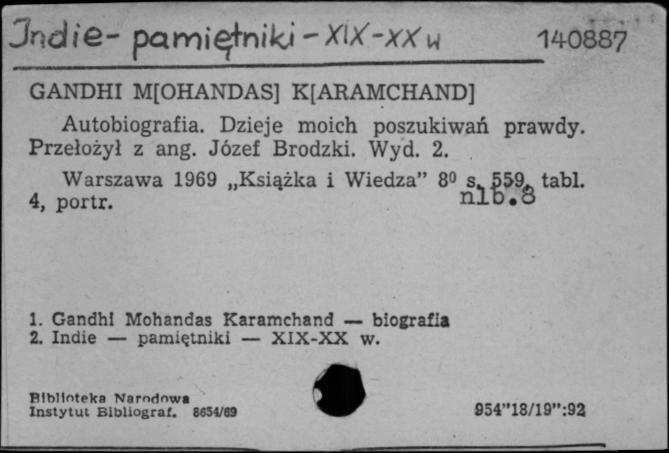 Indie - pamiętniki - XIX - XX w 140887
GANDHI M[OHANDAS] K[ARAMCHAND]
Autobiografia. Dzieje moich poszukiwań prawdy.
Przełożył z ang. Józef Brodzki. Wyd. 2.
Warszawa 1969 „Książka i Wiedza” 8⁰ s. 559, tabl.
nlb. 8
4, portr.
1. Gandhi Mohandas Karamchand — biografia
2. Indie — pamiętniki — XIX-XX w.
Biblioteka Narodowa
Instytut Bibliograf. 8654/69 954"18/19":92